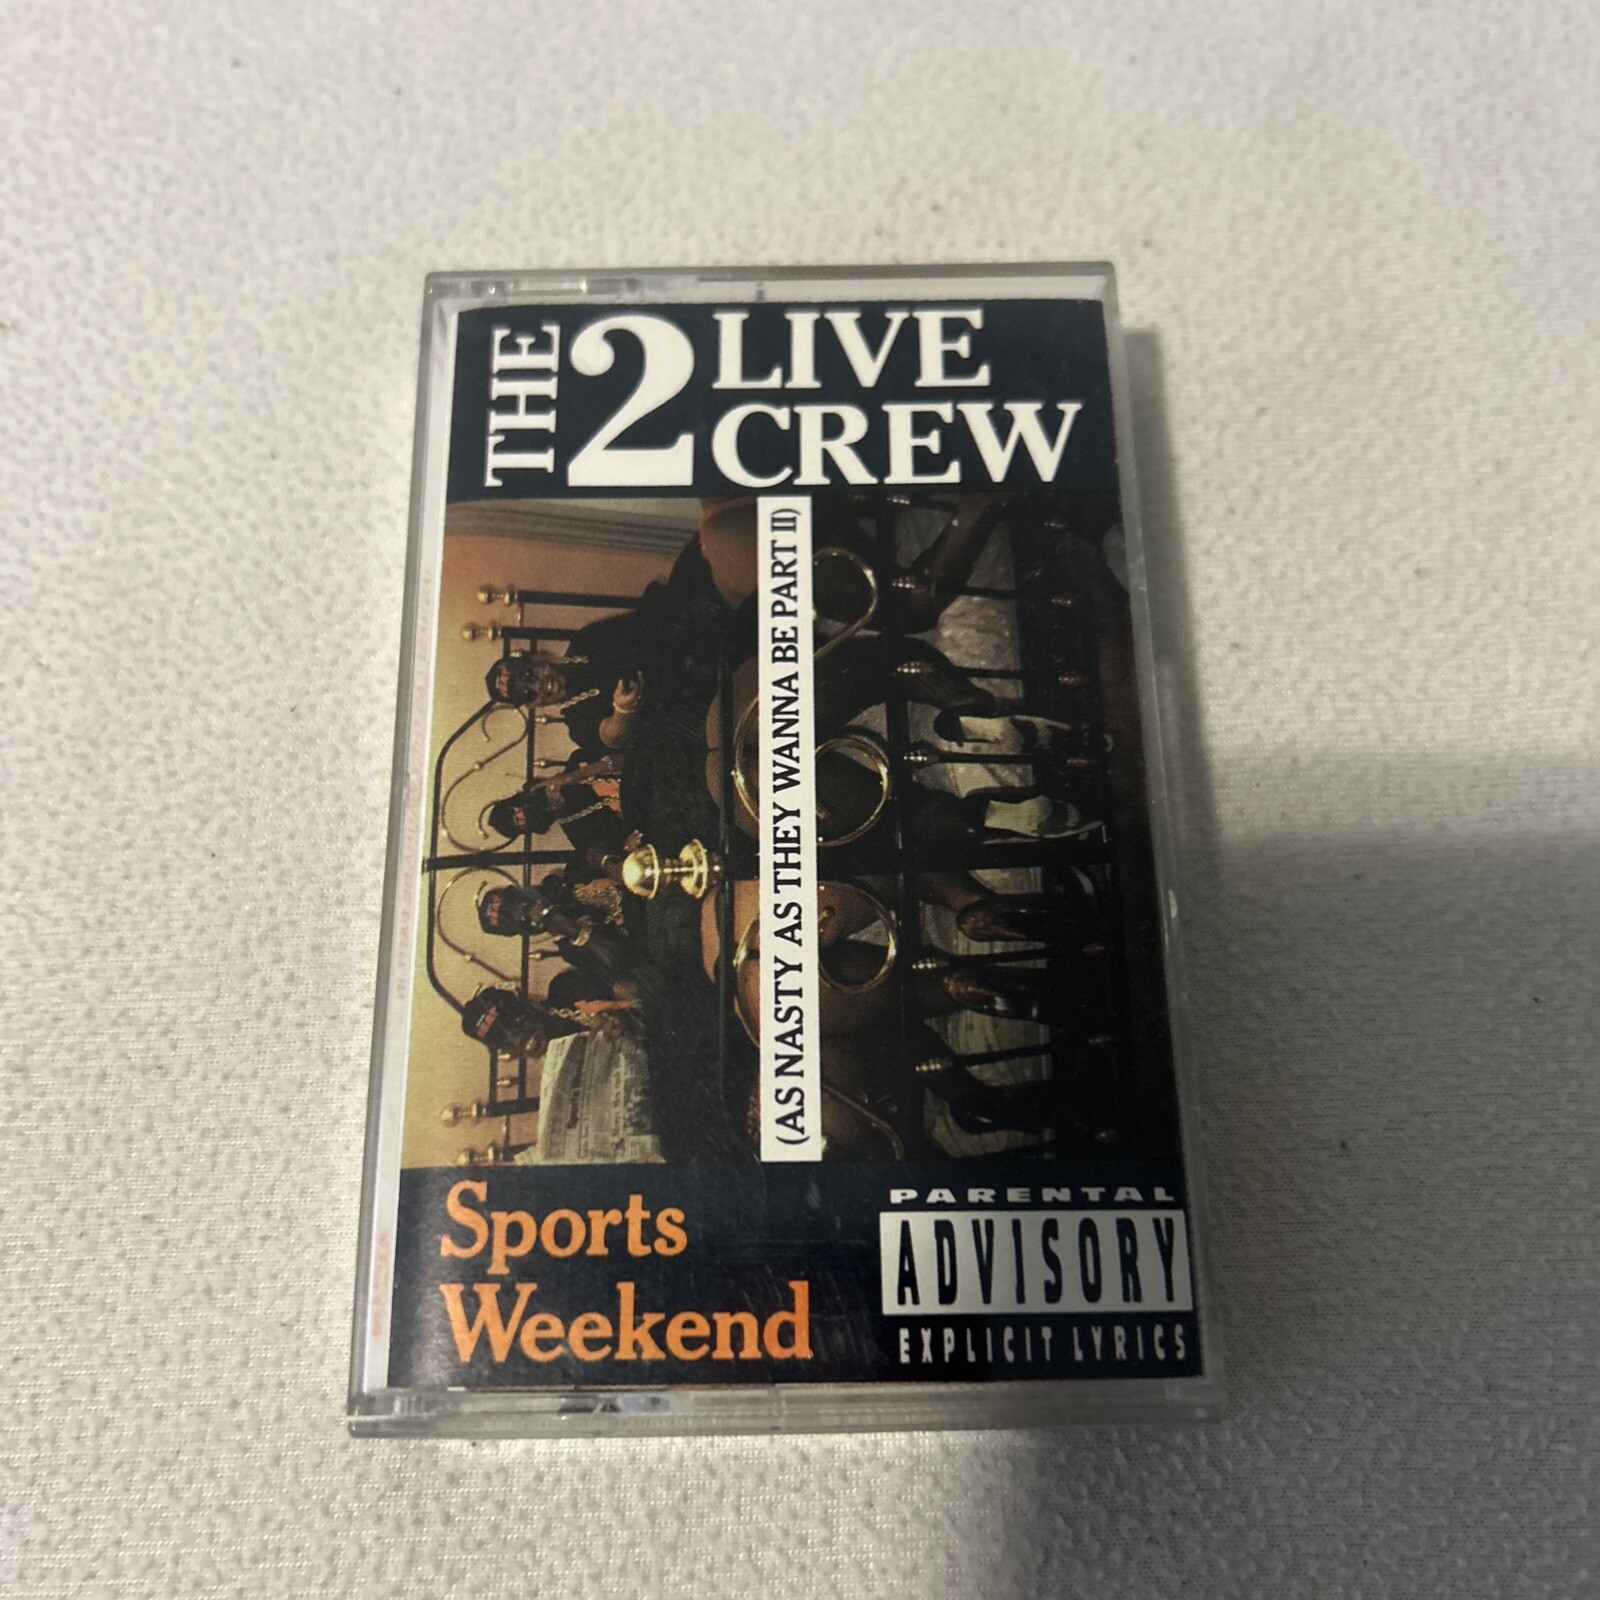 THE 2 LIVE
CREW
(AS NASTY AS THEY WANNA BE PART II)
Sports
Weekend
PARENTAL
ADVISORY
EXPLICIT LYRICS